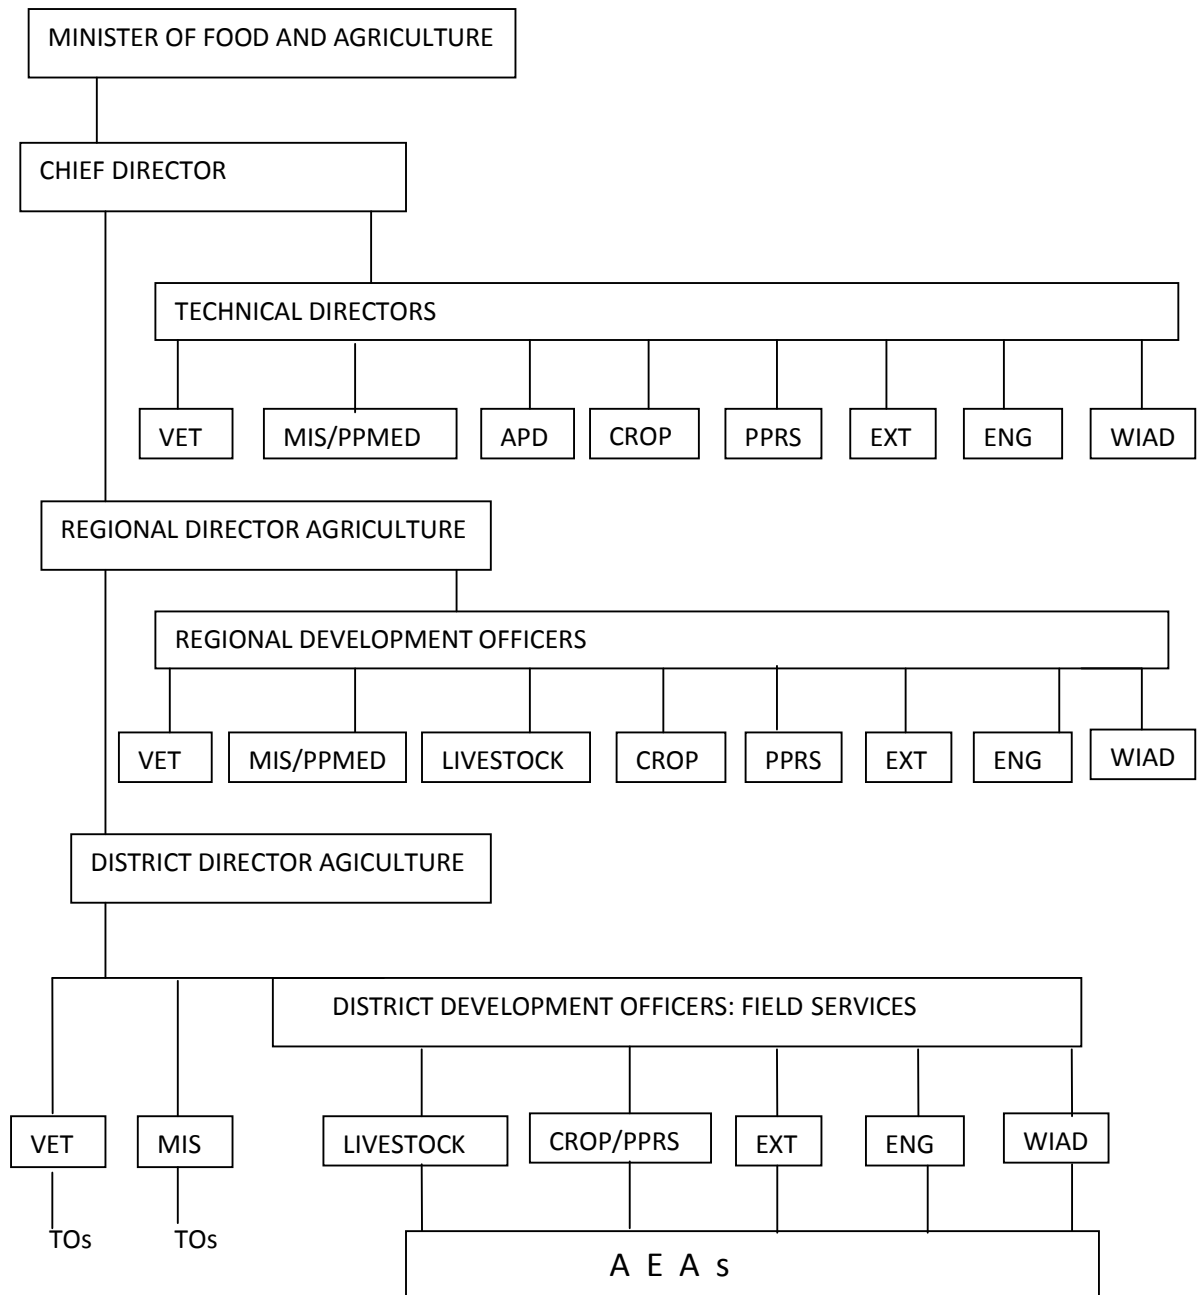 MINISTER OF FOOD AND AGRICULTURE
CHIEF DIRECTOR
TECHNICAL DIRECTORS
VET
MIS/PPMED
APD
CROP
PPRS
EXT
ENG
WIAD
REGIONAL DIRECTOR AGRICULTURE
REGIONAL DEVELOPMENT OFFICERS
VET
MIS/PPMED
LIVESTOCK
CROP
PPRS
EXT
ENG
WIAD
DISTRICT DIRECTOR AGICULTURE
DISTRICT DEVELOPMENT OFFICERS: FIELD SERVICES
VET
MIS
LIVESTOCK
CROP/PPRS
EXT
ENG
WIAD
TOs
TOs
A E A s